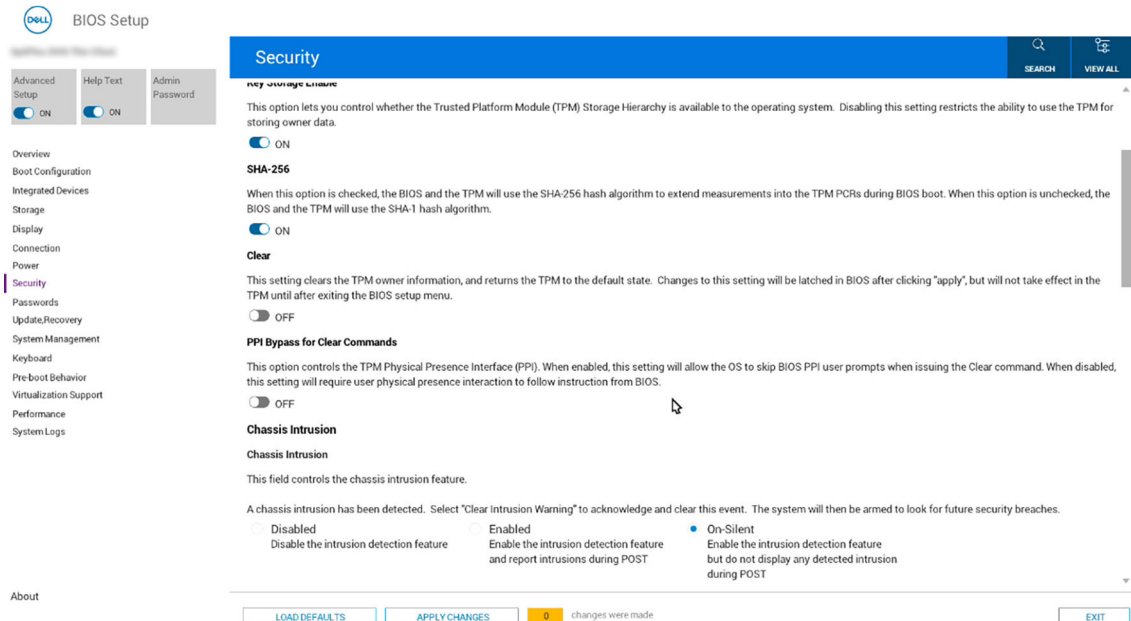 DELL
BIOS Setup
Advanced
Setup
ON
Help Text
ON
Admin
Password
Overview
Boot Configuration
Integrated Devices
Storage
Display
Connection
Power
Security
Passwords
Update,Recovery
System Management
Keyboard
Pre-boot Behavior
Virtualization Support
Performance
System Logs
About
Security
SEARCH
VIEW ALL
Key Storage Enable
This option lets you control whether the Trusted Platform Module (TPM) Storage Hierarchy is available to the operating system. Disabling this setting restricts the ability to use the TPM for
storing owner data.
ON
SHA-256
When this option is checked, the BIOS and the TPM will use the SHA-256 hash algorithm to extend measurements into the TPM PCRs during BIOS boot. When this option is unchecked, the
BIOS and the TPM will use the SHA-1 hash algorithm.
ON
Clear
This setting clears the TPM owner information, and returns the TPM to the default state. Changes to this setting will be latched in BIOS after clicking "apply", but will not take effect in the
TPM until after exiting the BIOS setup menu.
OFF
PPI Bypass for Clear Commands
This option controls the TPM Physical Presence Interface (PPI). When enabled, this setting will allow the OS to skip BIOS PPI user prompts when issuing the Clear command. When disabled,
this setting will require user physical presence interaction to follow instruction from BIOS.
OFF
Chassis Intrusion
Chassis Intrusion
This field controls the chassis intrusion feature.
A chassis intrusion has been detected. Select "Clear Intrusion Warning" to acknowledge and clear this event. The system will then be armed to look for future security breaches.
Disabled
Disable the intrusion detection feature
Enabled
Enable the intrusion detection feature
and report intrusions during POST
On-Silent
Enable the intrusion detection feature
but do not display any detected intrusion
during POST
LOAD DEFAULTS
APPLY CHANGES
0
changes were made
EXIT